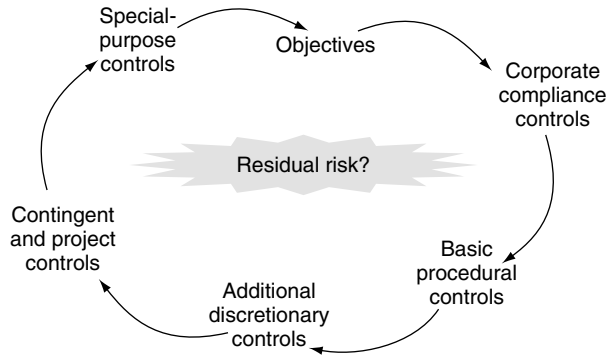 Special-
purpose
controls
Objectives
Corporate
compliance
controls
Residual risk?
Basic
procedural
controls
Additional
discretionary
controls
Contingent
and project
controls